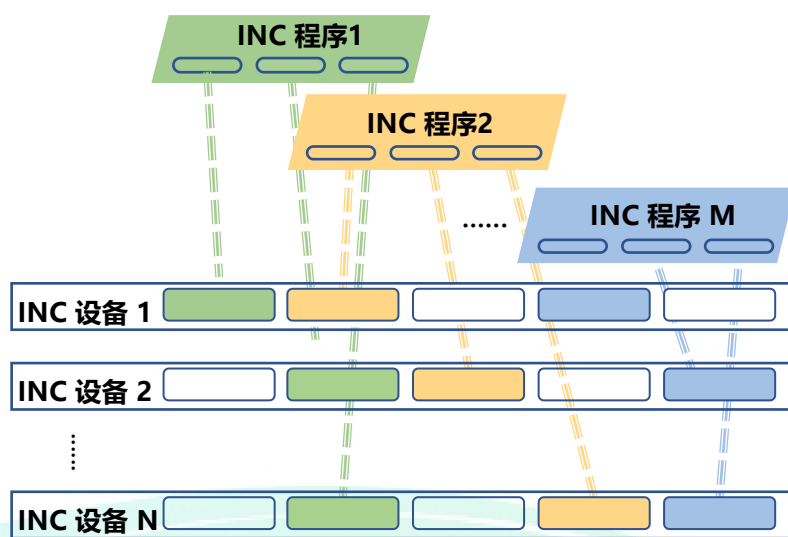 INC 程序1
INC 程序2
......
INC 程序 M
INC 设备 1
INC 设备 2
......
INC 设备 N